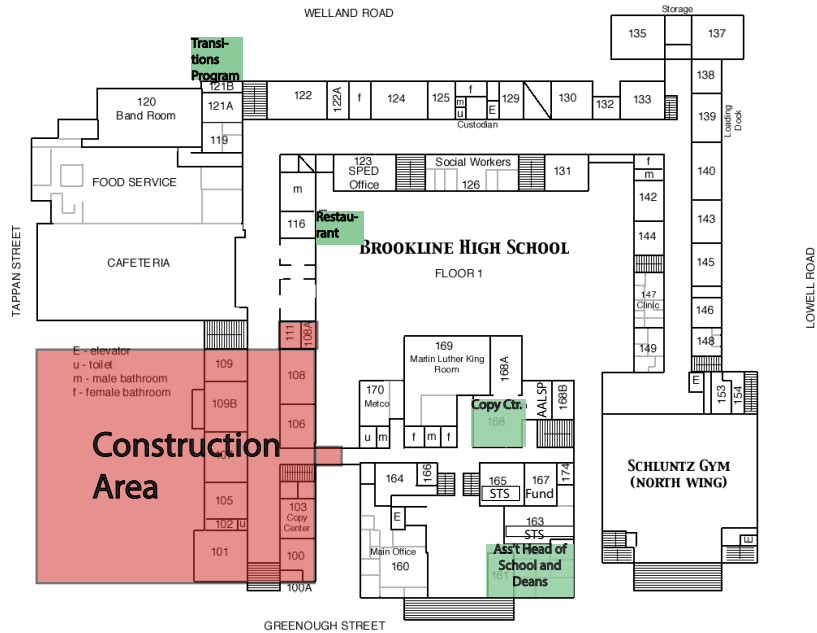 WELLAND ROAD
Storage
135
137
Transi-
tions
Program
121B
121A
119
120
Band Room
122
122A
f
124
125
f
m
u
E
129
130
132
133
138
139
Loading
Dock
Custodian
FOOD SERVICE
m
123
SPED
Office
Social Workers
126
131
f
m
142
140
116
Restau-
rant
BROOKLINE HIGH SCHOOL
FLOOR 1
144
143
CAFETERIA
TAPPAN STREET
LOWELL ROAD
145
147
Clinic
146
111
108A
149
148
E - elevator
u - toilet
m - male bathroom
f - female bathroom
109
108
109B
106
107
Construction
Area
169
Martin Luther King
Room
168A
170
Metco
u
m
f
m
f
Copy Ctr.
168
AALSP
168B
E
153
154
105
103
Copy
Center
102
u
101
100
100A
164
166
165
STS
167
Fund
174
163
STS
E
Main Office
160
Ass't Head of
School and
Deans
161
SCHLUNTZ GYM
(NORTH WING)
E
GREENOUGH STREET